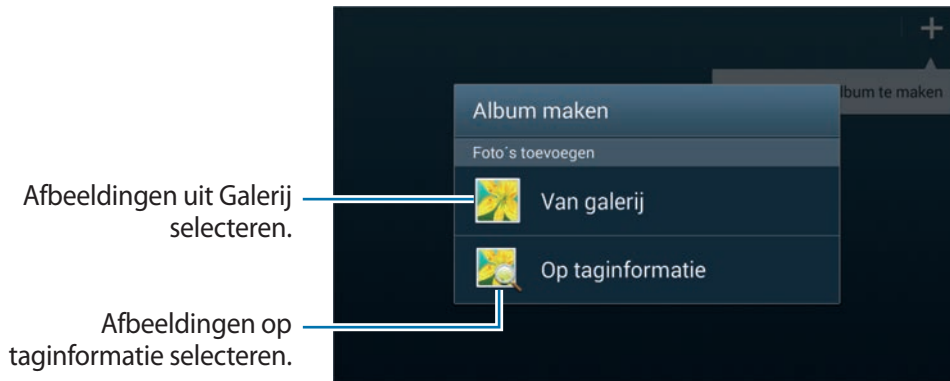 lbum te maken
Album maken
Foto´s toevoegen
Afbeeldingen uit Galerij
selecteren.
Van galerij
Op taginformatie
Afbeeldingen op
taginformatie selecteren.